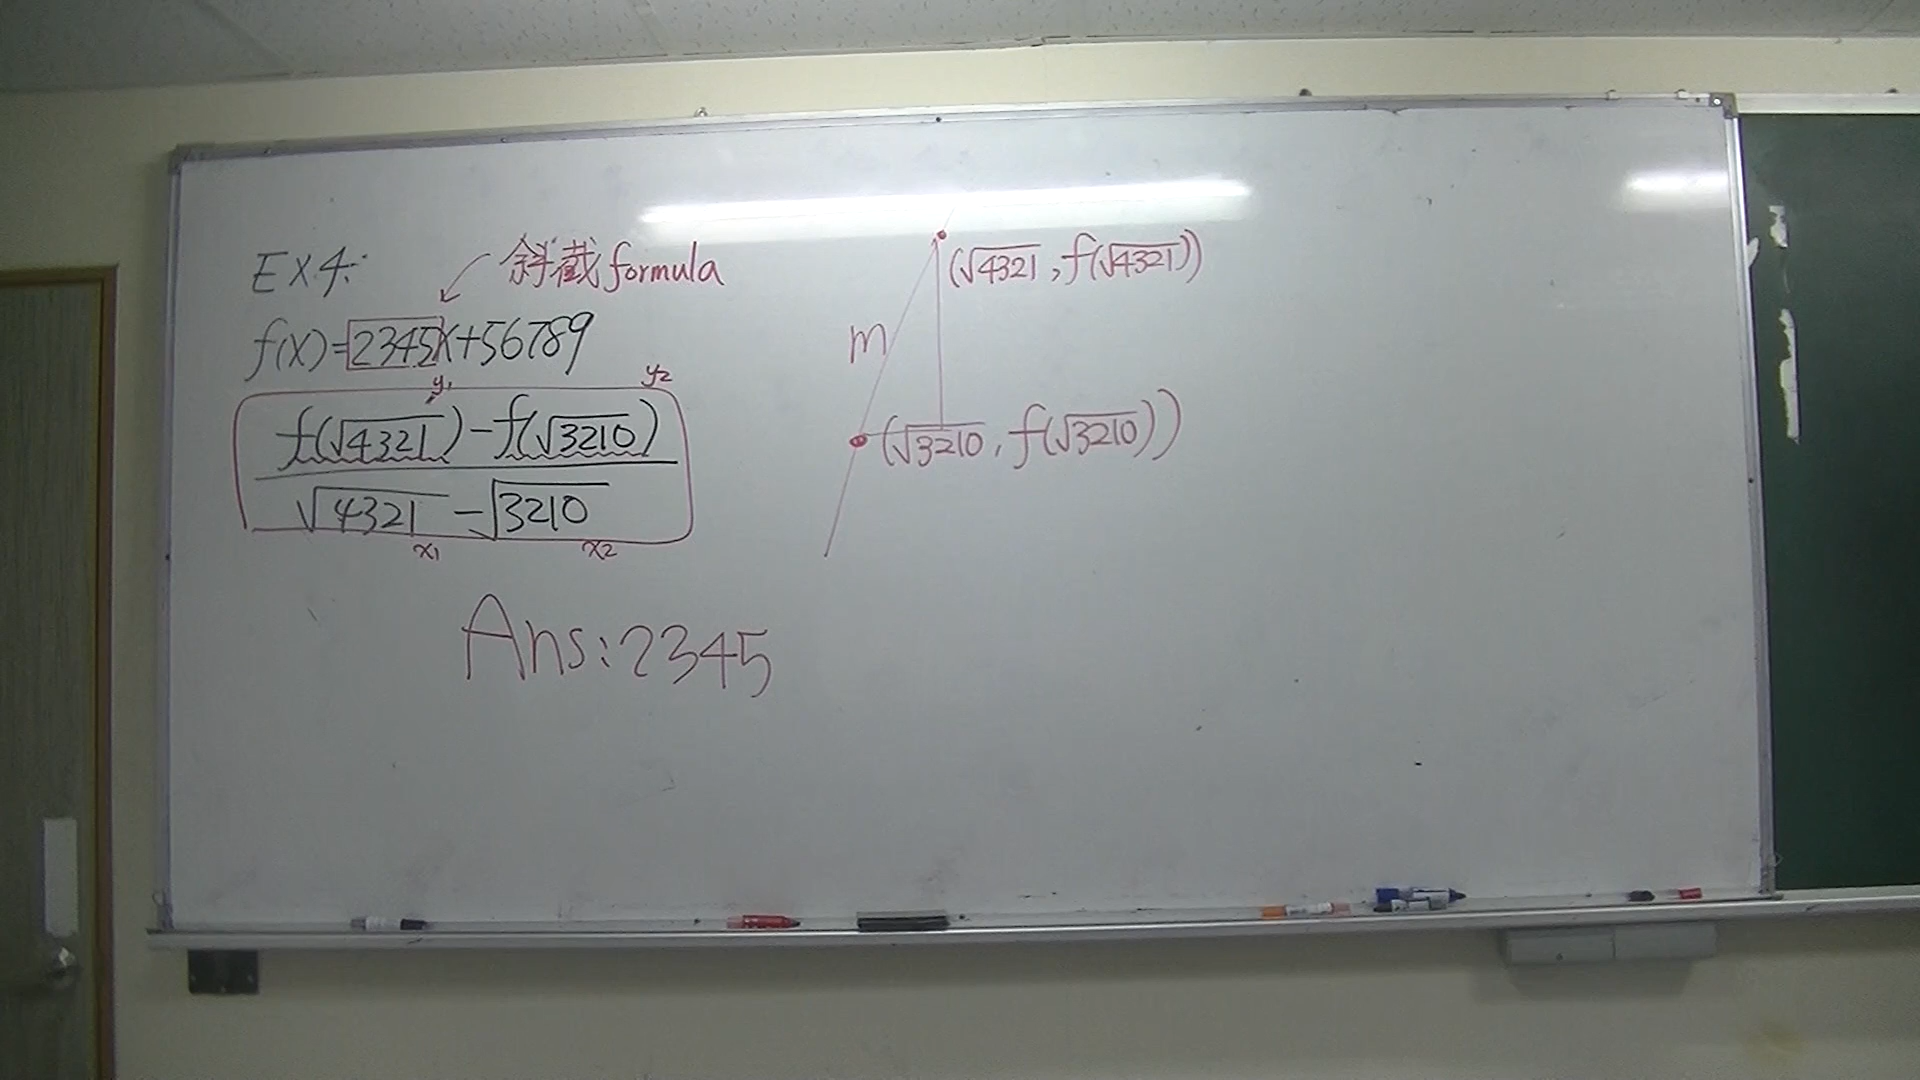 EX4:
斜截formula
f(x)=2345x+56789
y1 y2
f(√4321)-f(√3210)
√4321-√3210
x1 x2
Ans:2345
(√4321,f(√4321))
m
(√3210,f(√3210))